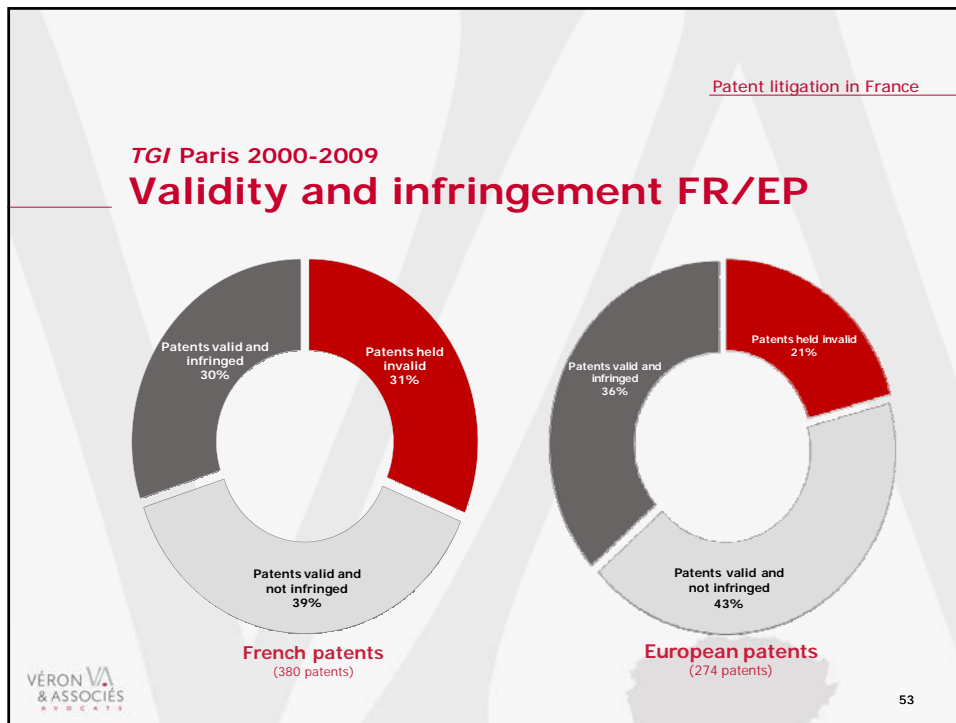 Patent litigation in France
TGI Paris 2000-2009
Validity and infringement FR/EP
Patents valid and
infringed
30%
Patents held
invalid
31%
Patents valid and
not infringed
39%
French patents
(380 patents)
Patents valid and
infringed
36%
Patents held invalid
21%
Patents valid and
not infringed
43%
European patents
(274 patents)
VÉRON VA
& ASSOCIÉS
AVOCATS
53